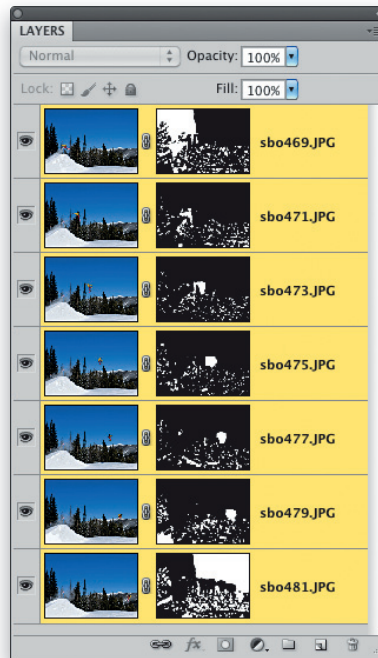 LAYERS
Normal Opacity: 100%
Lock: Fill: 100%
sbo469.JPG
sbo471.JPG
sbo473.JPG
sbo475.JPG
sbo477.JPG
sbo479.JPG
sbo481.JPG
fx